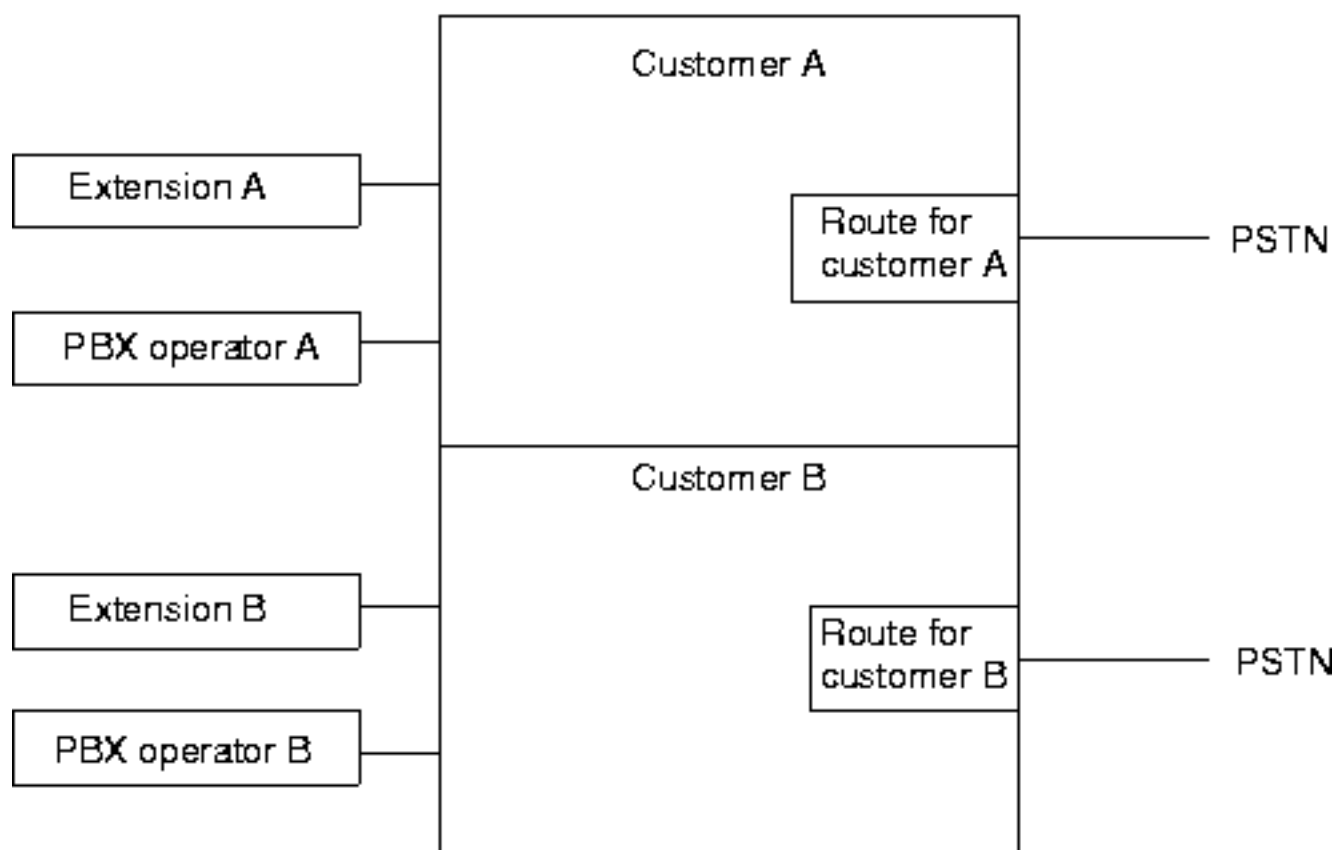 Customer A
Extension A
Route for
customer A
PSTN
PBX operator A
Customer B
Extension B
Route for
customer B
PSTN
PBX operator B